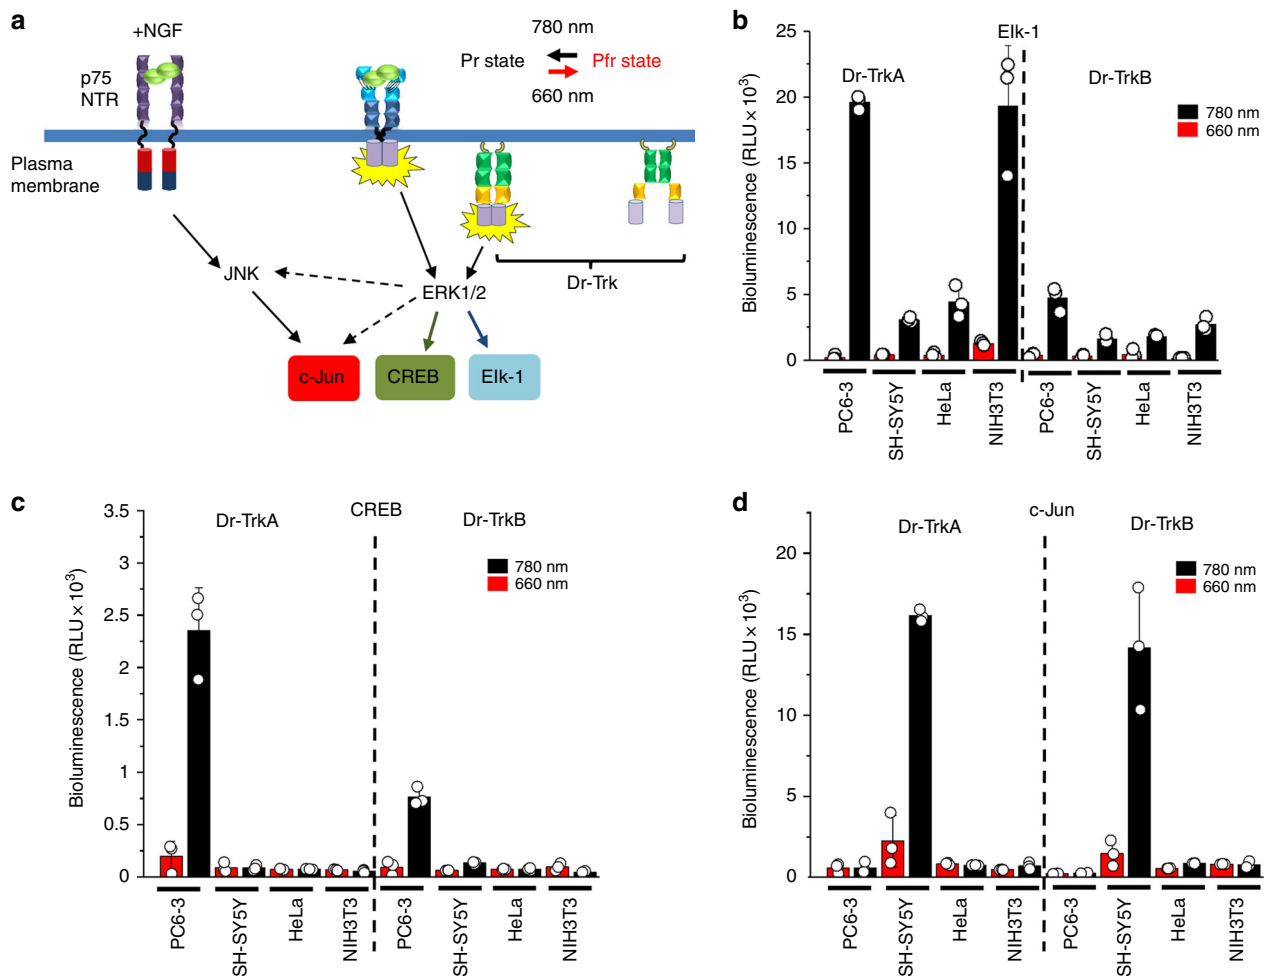 a
+NGF
p75
NTR
780 nm
Pr state
Pfr state
660 nm
Plasma
membrane
Dr-Trk
JNK
ERK1/2
c-Jun
CREB
Elk-1
b
Elk-1
Dr-TrkA
Dr-TrkB
780 nm
660 nm
Bioluminescence (RLU × 10³)
25
20
15
10
5
0
PC6-3
SH-SY5Y
HeLa
NIH3T3
PC6-3
SH-SY5Y
HeLa
NIH3T3
c
CREB
Dr-TrkA
Dr-TrkB
780 nm
660 nm
Bioluminescence (RLU × 10³)
3.5
3
2.5
2
1.5
1
0.5
0
PC6-3
SH-SY5Y
HeLa
NIH3T3
PC6-3
SH-SY5Y
HeLa
NIH3T3
d
c-Jun
Dr-TrkA
Dr-TrkB
780 nm
660 nm
Bioluminescence (RLU × 10³)
20
15
10
5
0
PC6-3
SH-SY5Y
HeLa
NIH3T3
PC6-3
SH-SY5Y
HeLa
NIH3T3